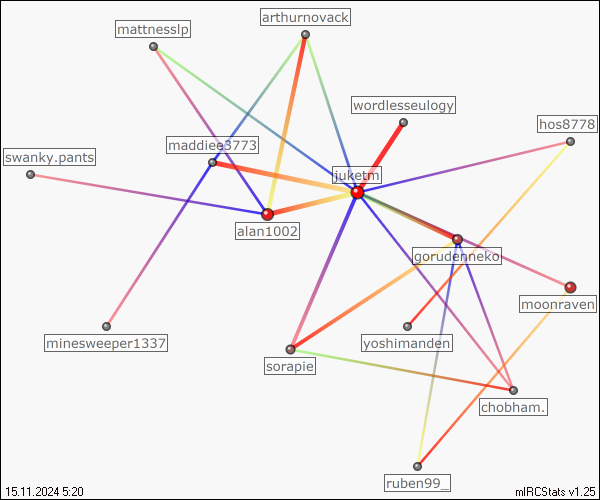 arthurnovack
mattnesslp
wordlesseulogy
hos8778
maddiee3773
swanky.pants
juketm
alan1002
gorudenneko
moonraven
minesweeper1337
yoshimanden
sorapie
chobham.
ruben99_
15.11.2024 5:20
mIRCStats v1.25